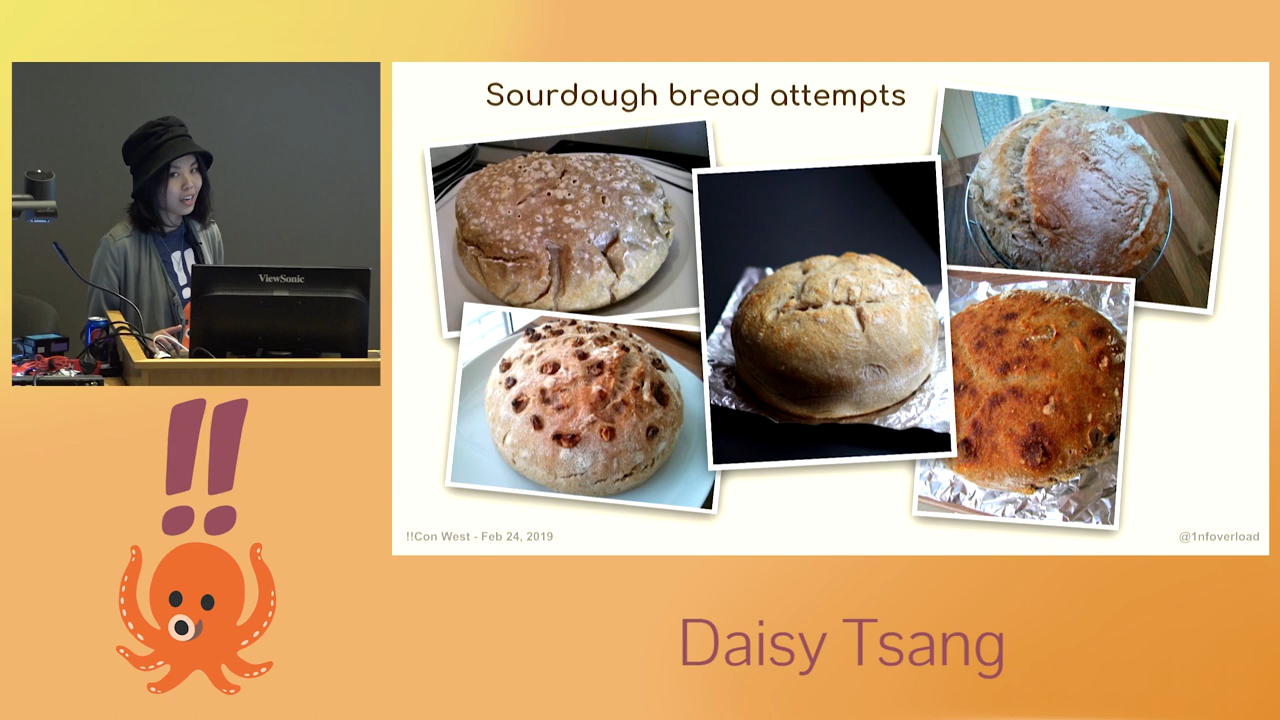 Sourdough bread attempts
ViewSonic
!!Con West - Feb 24, 2019
@1nfoverload
!!
Daisy Tsang